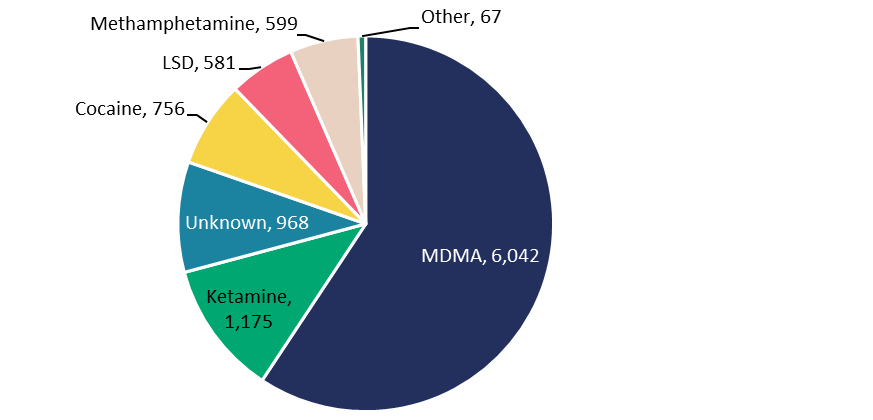 Other, 67
Methamphetamine, 599
LSD, 581
Cocaine, 756
Unknown, 968
MDMA, 6,042
Ketamine,
1,175